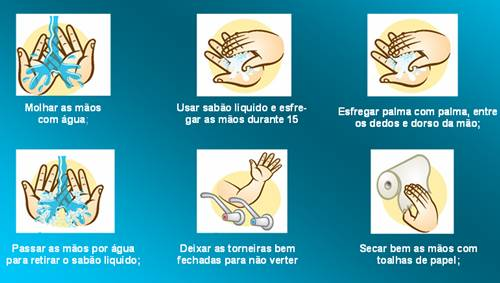 Molhar as mãos
com água;
Usar sabão liquido e esfre-
gar as mãos durante 15
Esfregar palma com palma, entre
os dedos e dorso da mão;
Passar as mãos por água
para retirar o sabão liquido;
Deixar as torneiras bem
fechadas para não verter
Secar bem as mãos com
toalhas de papel;